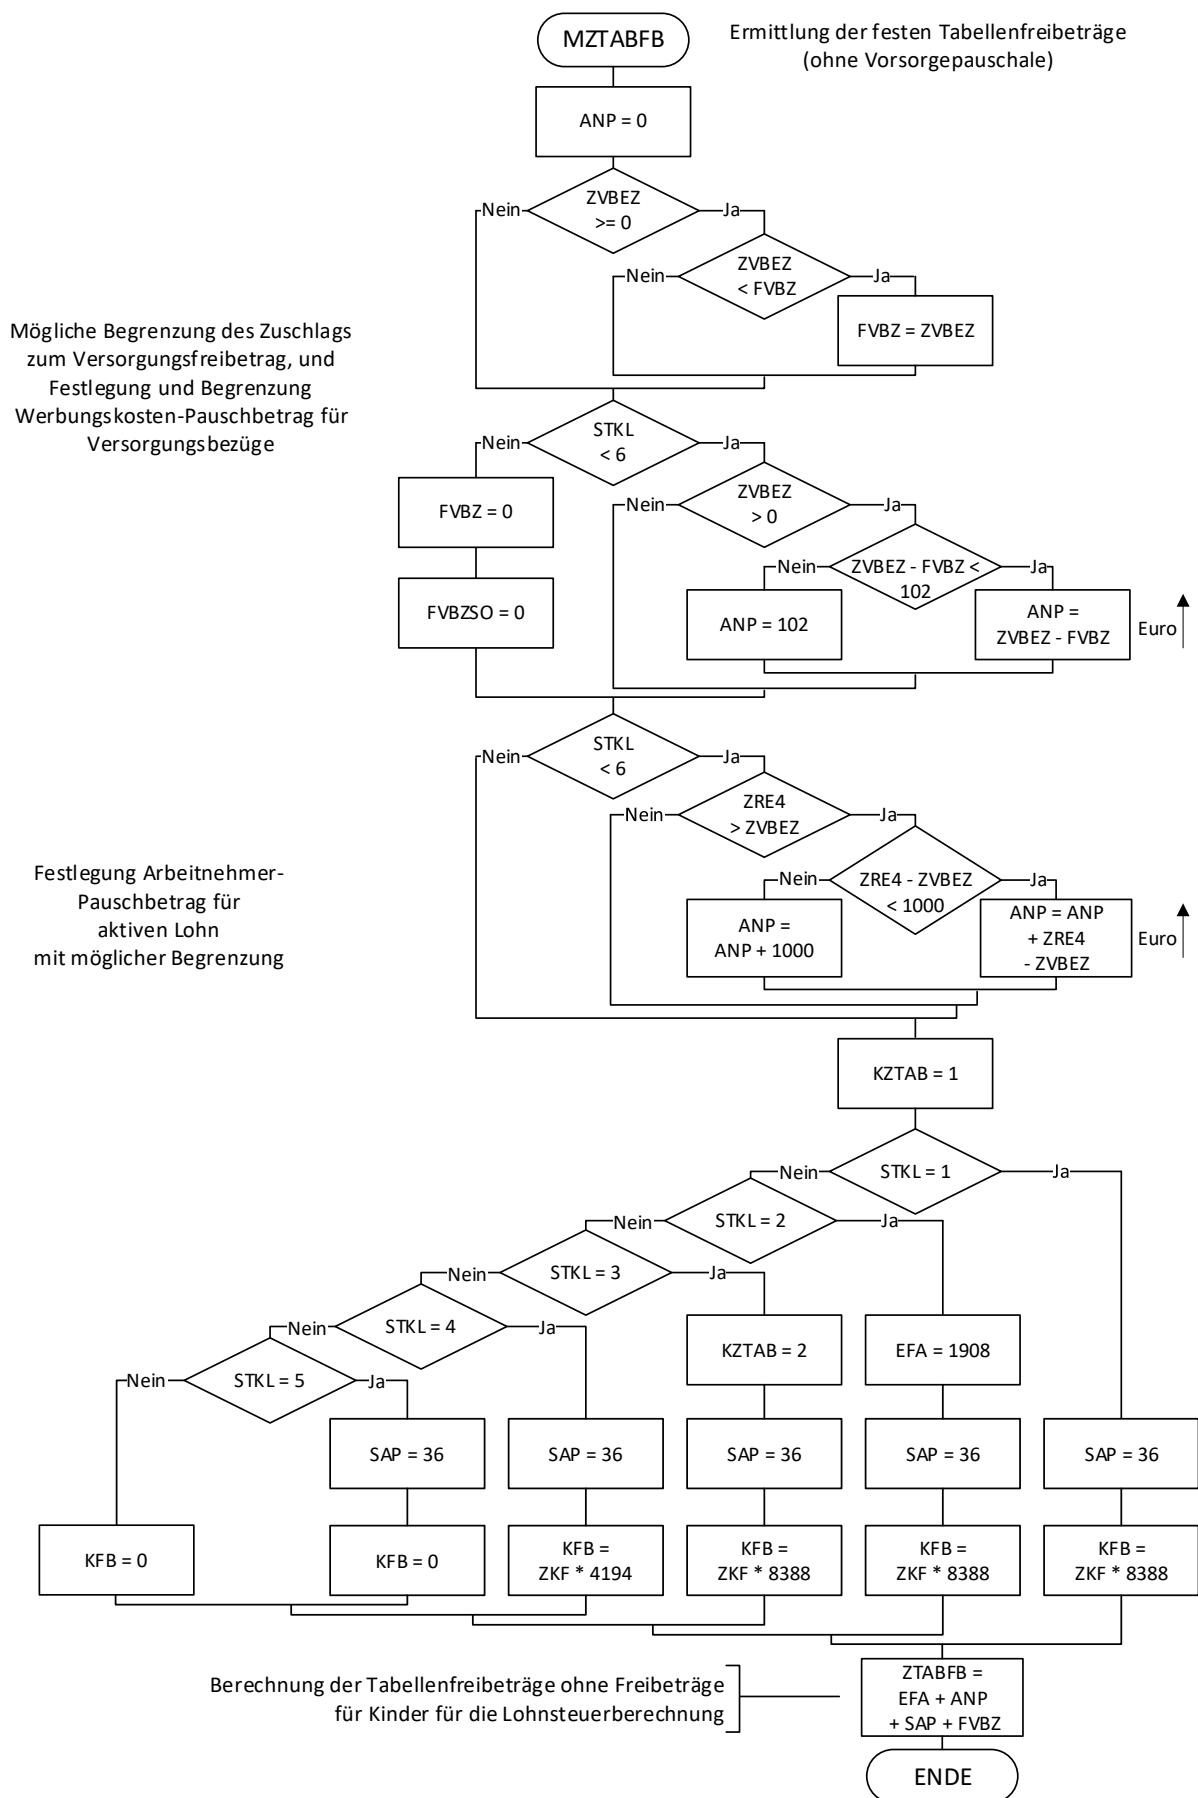 MZTABFB
Ermittlung der festen Tabellenfreibeträge
(ohne Vorsorgepauschale)
ANP = 0
ZVBEZ
>= 0
Nein
Ja
ZVBEZ
< FVBZ
Nein
Ja
FVBZ = ZVBEZ
Mögliche Begrenzung des Zuschlags
zum Versorgungsfreibetrag, und
Festlegung und Begrenzung
Werbungskosten-Pauschbetrag für
Versorgungsbezüge
STKL
< 6
Nein
Ja
FVBZ = 0
FVBZSO = 0
ZVBEZ
> 0
Nein
Ja
ZVBEZ - FVBZ <
102
Nein
Ja
ANP = 102
ANP =
ZVBEZ - FVBZ
Euro
STKL
< 6
Nein
Ja
ZRE4
> ZVBEZ
Nein
Ja
ZRE4 - ZVBEZ
< 1000
Nein
Ja
Festlegung Arbeitnehmer-
Pauschbetrag für
aktiven Lohn
mit möglicher Begrenzung
ANP =
ANP + 1000
ANP = ANP
+ ZRE4
- ZVBEZ
Euro
KZTAB = 1
STKL = 1
Nein
Ja
STKL = 2
Nein
Ja
STKL = 3
Nein
Ja
STKL = 4
Nein
Ja
STKL = 5
Nein
Ja
KZTAB = 2
EFA = 1908
SAP = 36
SAP = 36
SAP = 36
SAP = 36
SAP = 36
KFB = 0
KFB = 0
KFB =
ZKF * 4194
KFB =
ZKF * 8388
KFB =
ZKF * 8388
KFB =
ZKF * 8388
Berechnung der Tabellenfreibeträge ohne Freibeträge
für Kinder für die Lohnsteuerberechnung
ZTABFB =
EFA + ANP
+ SAP + FVBZ
ENDE